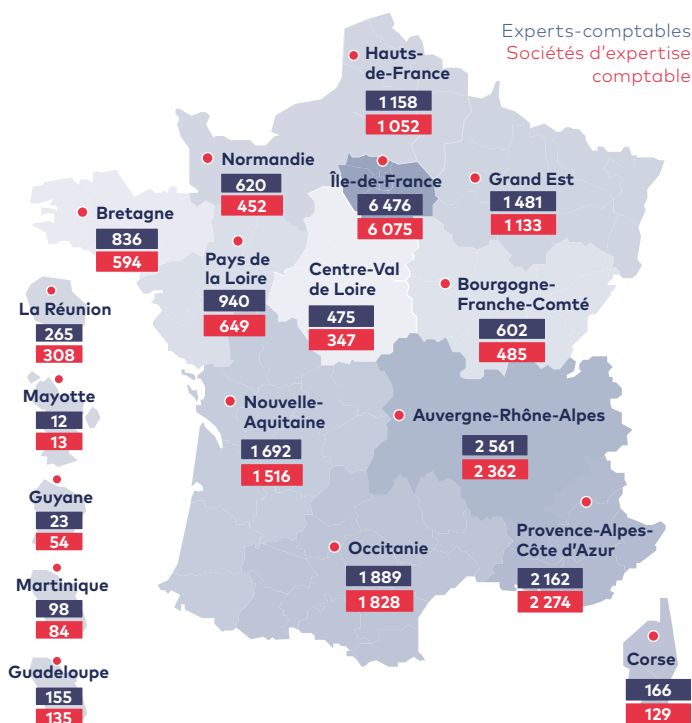 Experts-comptables
Sociétés d'expertise
comptable
Hauts-
de-France
1 158
1 052
Normandie
620
452
Île-de-France
6 476
6 075
Grand Est
1 481
1 133
Bretagne
836
594
Pays de
la Loire
940
649
Centre-Val
de Loire
475
347
Bourgogne-
Franche-Comté
602
485
La Réunion
265
308
Mayotte
12
13
Nouvelle-
Aquitaine
1 692
1 516
Auvergne-Rhône-Alpes
2 561
2 362
Guyane
23
54
Occitanie
1 889
1 828
Provence-Alpes-
Côte d'Azur
2 162
2 274
Martinique
98
84
Guadeloupe
155
135
Corse
166
129